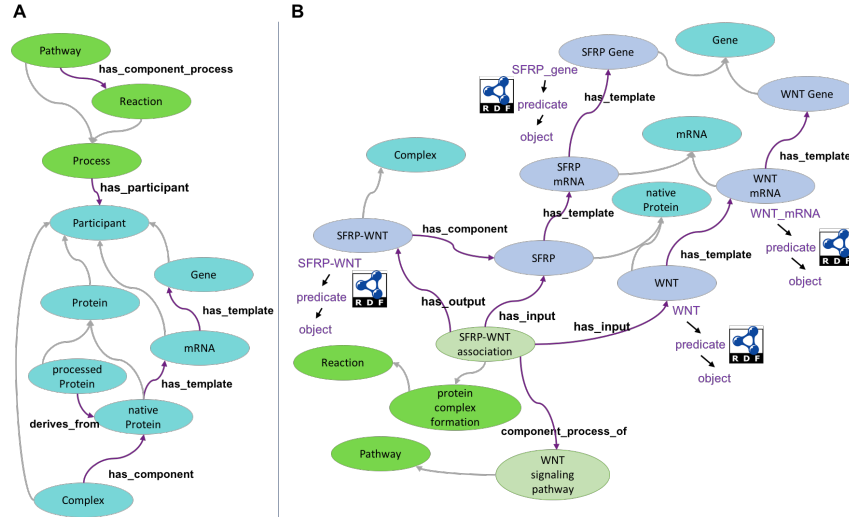 A
Pathway
has_component_process
Reaction
Process
has_participant
Participant
Gene
Protein
has_template
mRNA
processed
Protein
has_template
derives_from
native
Protein
has_component
Complex
B
SFRP Gene
Gene
SFRP_gene
RDF
predicate
object
has_template
WNT Gene
mRNA
Complex
has_template
SFRP
mRNA
native
Protein
WNT
mRNA
WNT_mRNA
has_template
SFRP-WNT
has_component
predicate
RDF
object
SFRP
has_template
SFRP-WNT
predicate
RDF
object
has_output
has_input
WNT
WNT
has_input
predicate
RDF
object
SFRP-WNT
association
Reaction
protein
complex
formation
component_process_of
Pathway
WNT
signaling
pathway